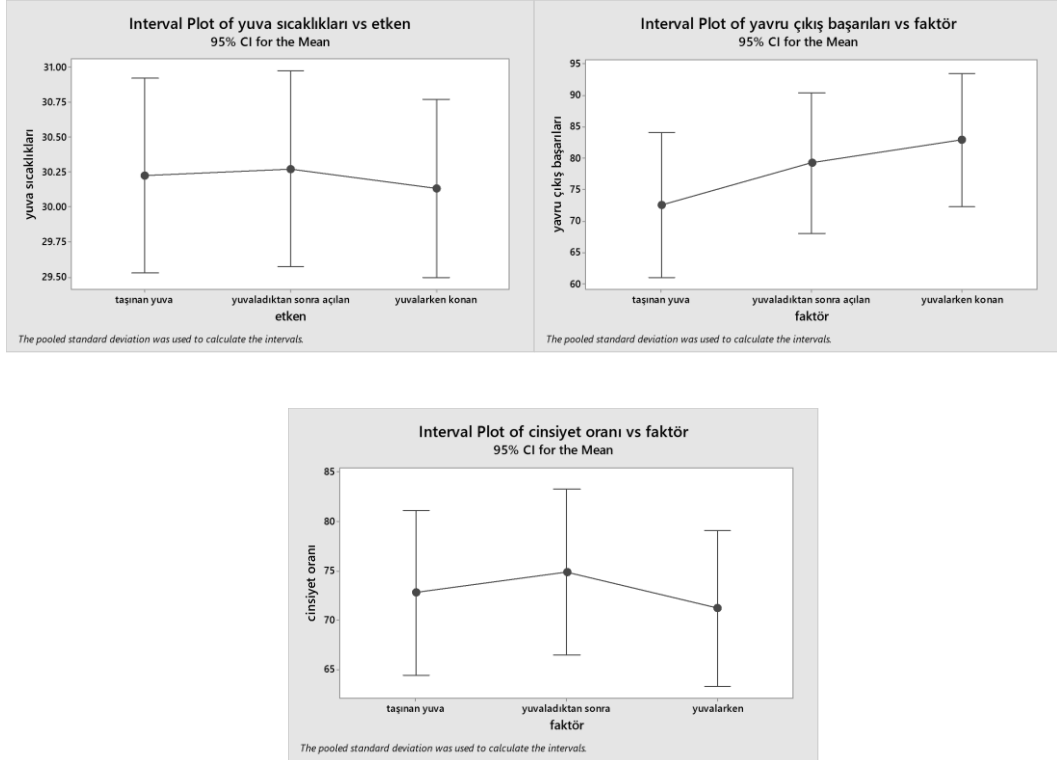 Interval Plot of yuva sıcaklıkları vs etken
95% CI for the Mean
31.00
30.75
30.50
30.25
30.00
29.75
29.50
yuva sıcaklıkları
taşınan yuva yuvaladıktan sonra açılan yuvalarken konan
etken
The pooled standard deviation was used to calculate the intervals.
Interval Plot of yavru çıkış başarıları vs faktör
95% CI for the Mean
95
90
85
80
75
70
65
60
yavru çıkış başarıları
taşınan yuva yuvaladıktan sonra açılan yuvalarken konan
faktör
The pooled standard deviation was used to calculate the intervals.
Interval Plot of cinsiyet oranı vs faktör
95% CI for the Mean
85
80
75
70
65
cinsiyet oranı
taşınan yuva yuvaladıktan sonra yuvalarken
faktör
The pooled standard deviation was used to calculate the intervals.